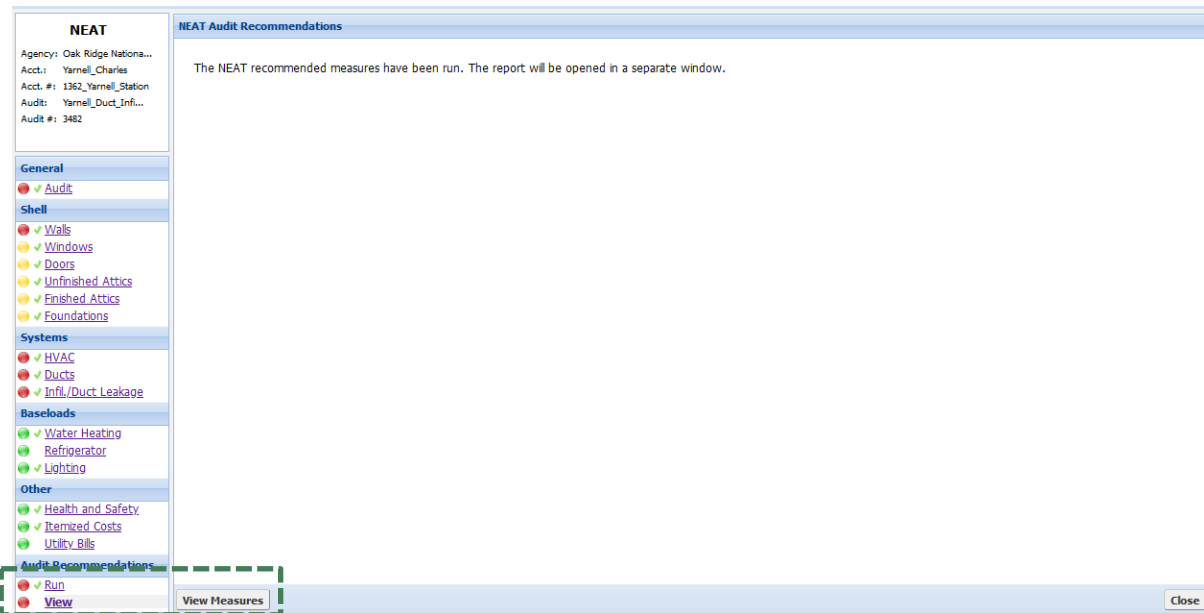 NEAT
Agency: Oak Ridge Nationa...
Acct.: Yarnell_Charles
Acct. #: 1362_Yarnell_Station
Audit: Yarnell_Duct_Infi...
Audit #: 3482
General
Audit
Shell
Walls
Windows
Doors
Unfinished Attics
Finished Attics
Foundations
Systems
HVAC
Ducts
Infil./Duct Leakage
Baseloads
Water Heating
Refrigerator
Lighting
Other
Health and Safety
Itemized Costs
Utility Bills
Audit Recommendations
Run
View
NEAT Audit Recommendations
The NEAT recommended measures have been run. The report will be opened in a separate window.
View Measures
Close